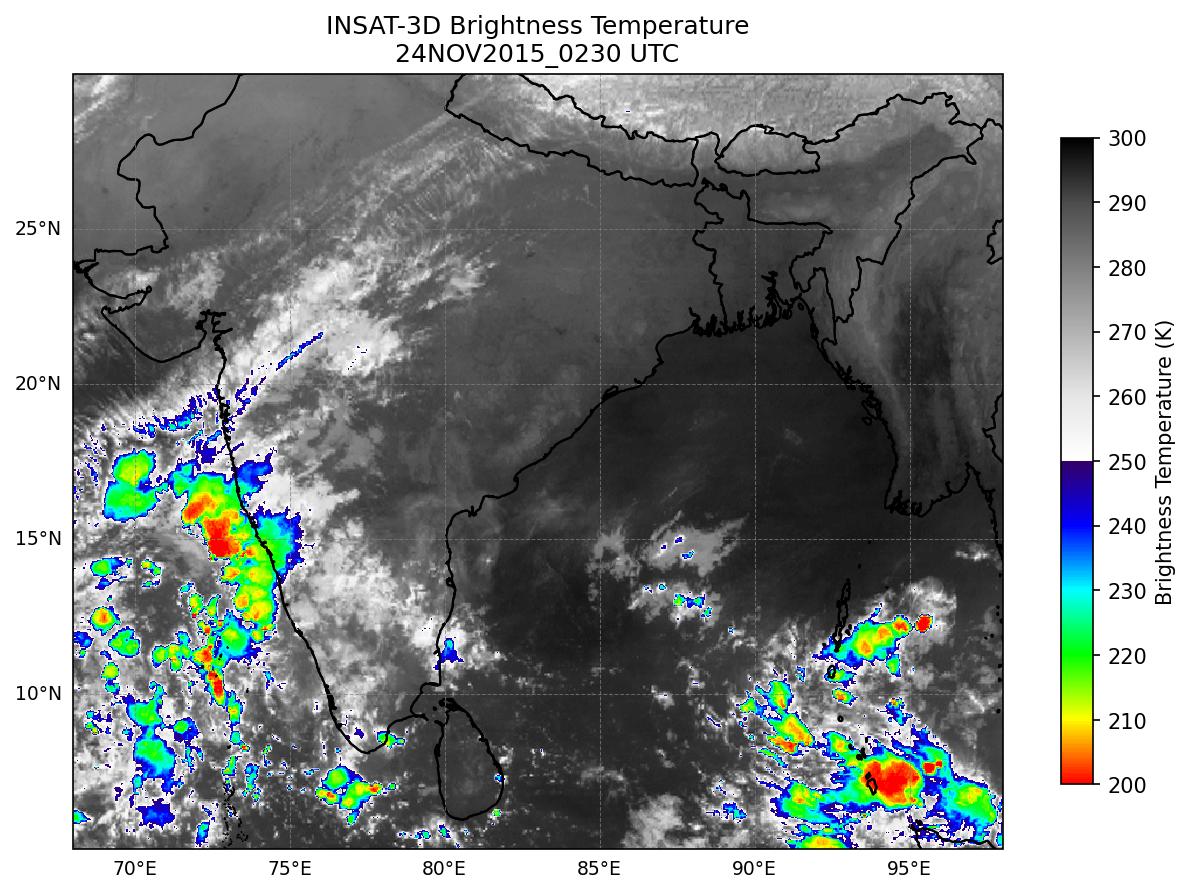 INSAT-3D Brightness Temperature
24NOV2015_0230 UTC
25°N
20°N
15°N
10°N
70°E
75°E
80°E
85°E
90°E
95°E
300
290
280
270
260
250
240
230
220
210
200
Brightness Temperature (K)